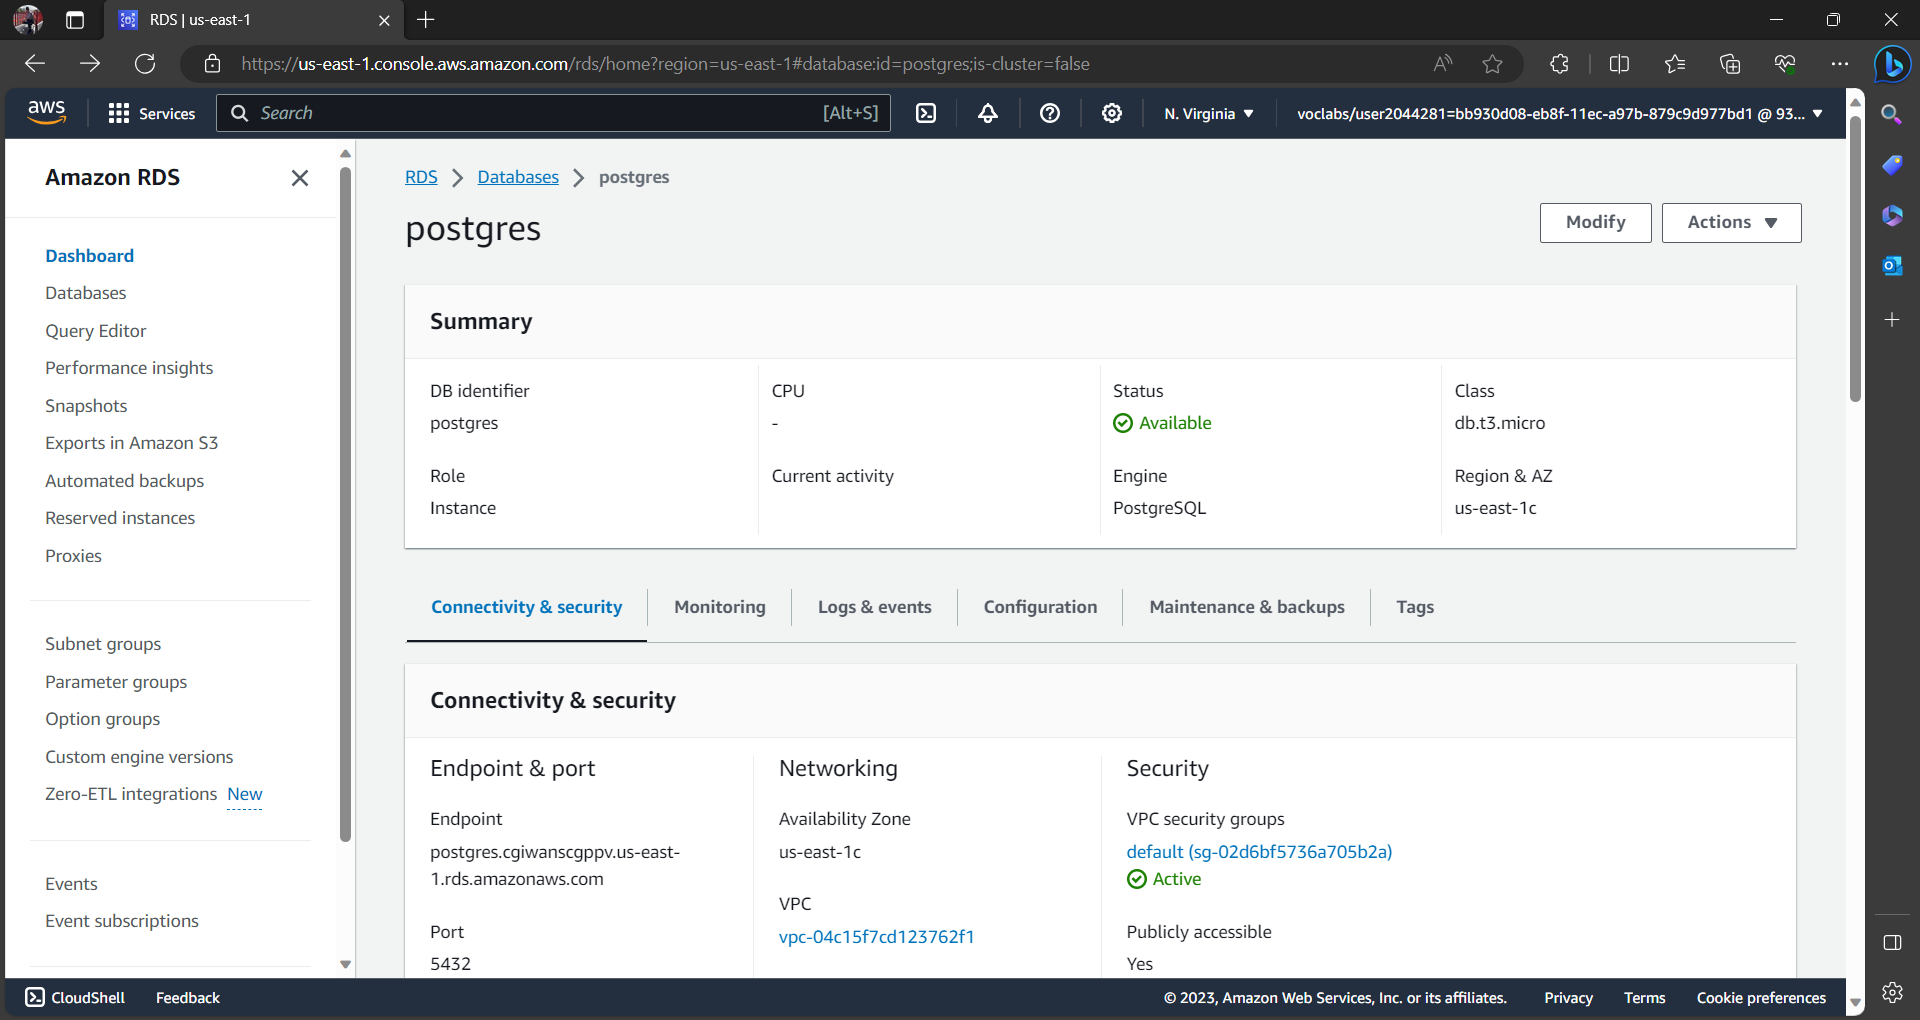 RDS | us-east-1
https://us-east-1.console.aws.amazon.com/rds/home?region=us-east-1#database:id=postgres;is-cluster=false
aws
Services
Search
[Alt+S]
N. Virginia
voclabs/user2044281=bb930d08-eb8f-11ec-a97b-879c9d977bd1 @ 93...
Amazon RDS
Dashboard
Databases
Query Editor
Performance insights
Snapshots
Exports in Amazon S3
Automated backups
Reserved instances
Proxies
Subnet groups
Parameter groups
Option groups
Custom engine versions
Zero-ETL integrations New
Events
Event subscriptions
RDS > Databases > postgres
postgres
Modify
Actions
Summary
DB identifier
postgres
CPU
-
Status
Available
Class
db.t3.micro
Role
Instance
Current activity
Engine
PostgreSQL
Region & AZ
us-east-1c
Connectivity & security
Monitoring
Logs & events
Configuration
Maintenance & backups
Tags
Connectivity & security
Endpoint & port
Endpoint
postgres.cgiwanscgppv.us-east-
1.rds.amazonaws.com
Port
5432
Networking
Availability Zone
us-east-1c
VPC
vpc-04c15f7cd123762f1
Security
VPC security groups
default (sg-02d6bf5736a705b2a)
Active
Publicly accessible
Yes
CloudShell
Feedback
© 2023, Amazon Web Services, Inc. or its affiliates.
Privacy
Terms
Cookie preferences